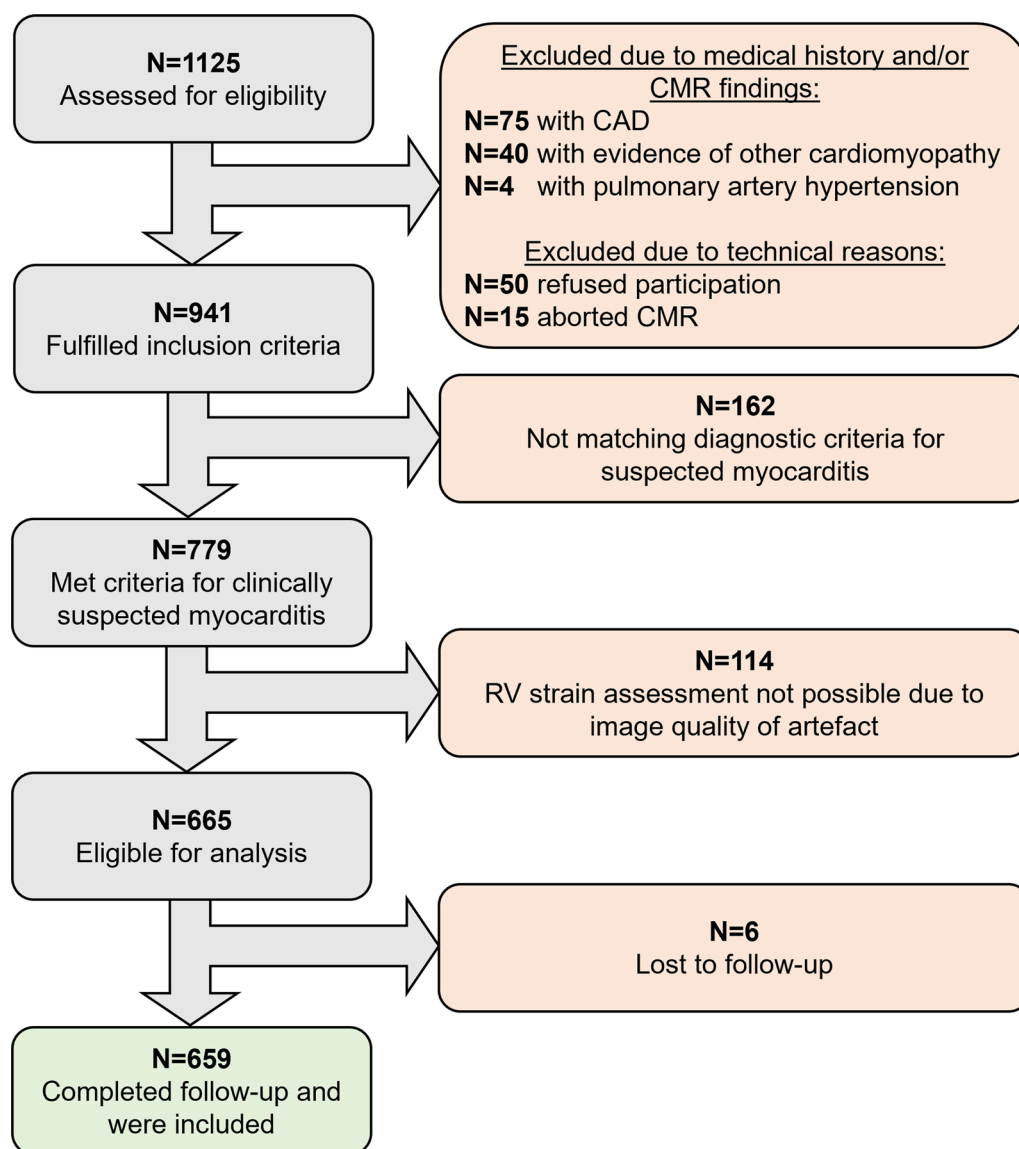 N=1125
Assessed for eligibility
Excluded due to medical history and/or
CMR findings:
N=75 with CAD
N=40 with evidence of other cardiomyopathy
N=4 with pulmonary artery hypertension
Excluded due to technical reasons:
N=50 refused participation
N=15 aborted CMR
N=941
Fulfilled inclusion criteria
N=162
Not matching diagnostic criteria for
suspected myocarditis
N=779
Met criteria for clinically
suspected myocarditis
N=114
RV strain assessment not possible due to
image quality of artefact
N=665
Eligible for analysis
N=6
Lost to follow-up
N=659
Completed follow-up and
were included